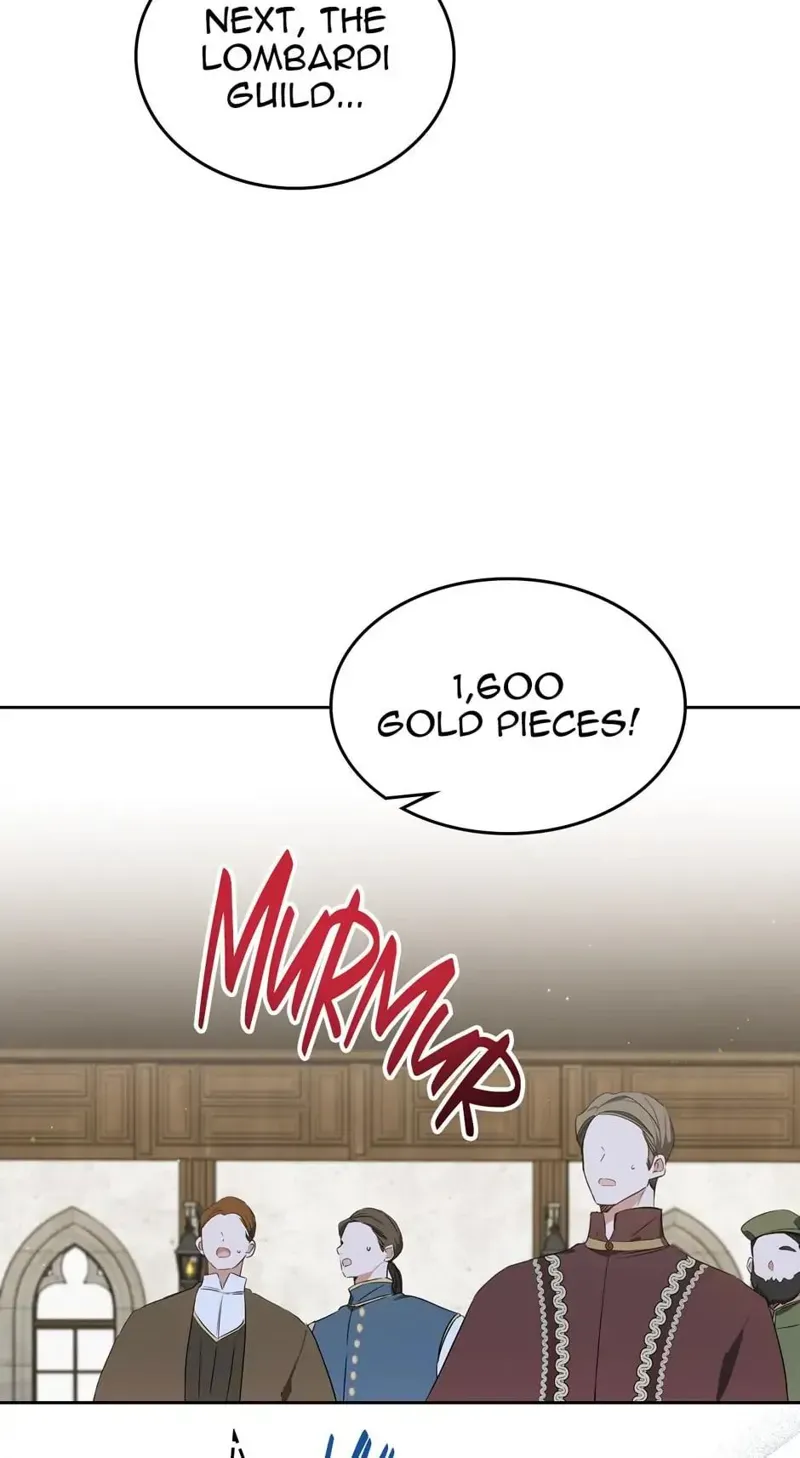 NEXT, THE
LOMBARDI
GUILD...
1,600
GOLD PIECES!
MURMUR